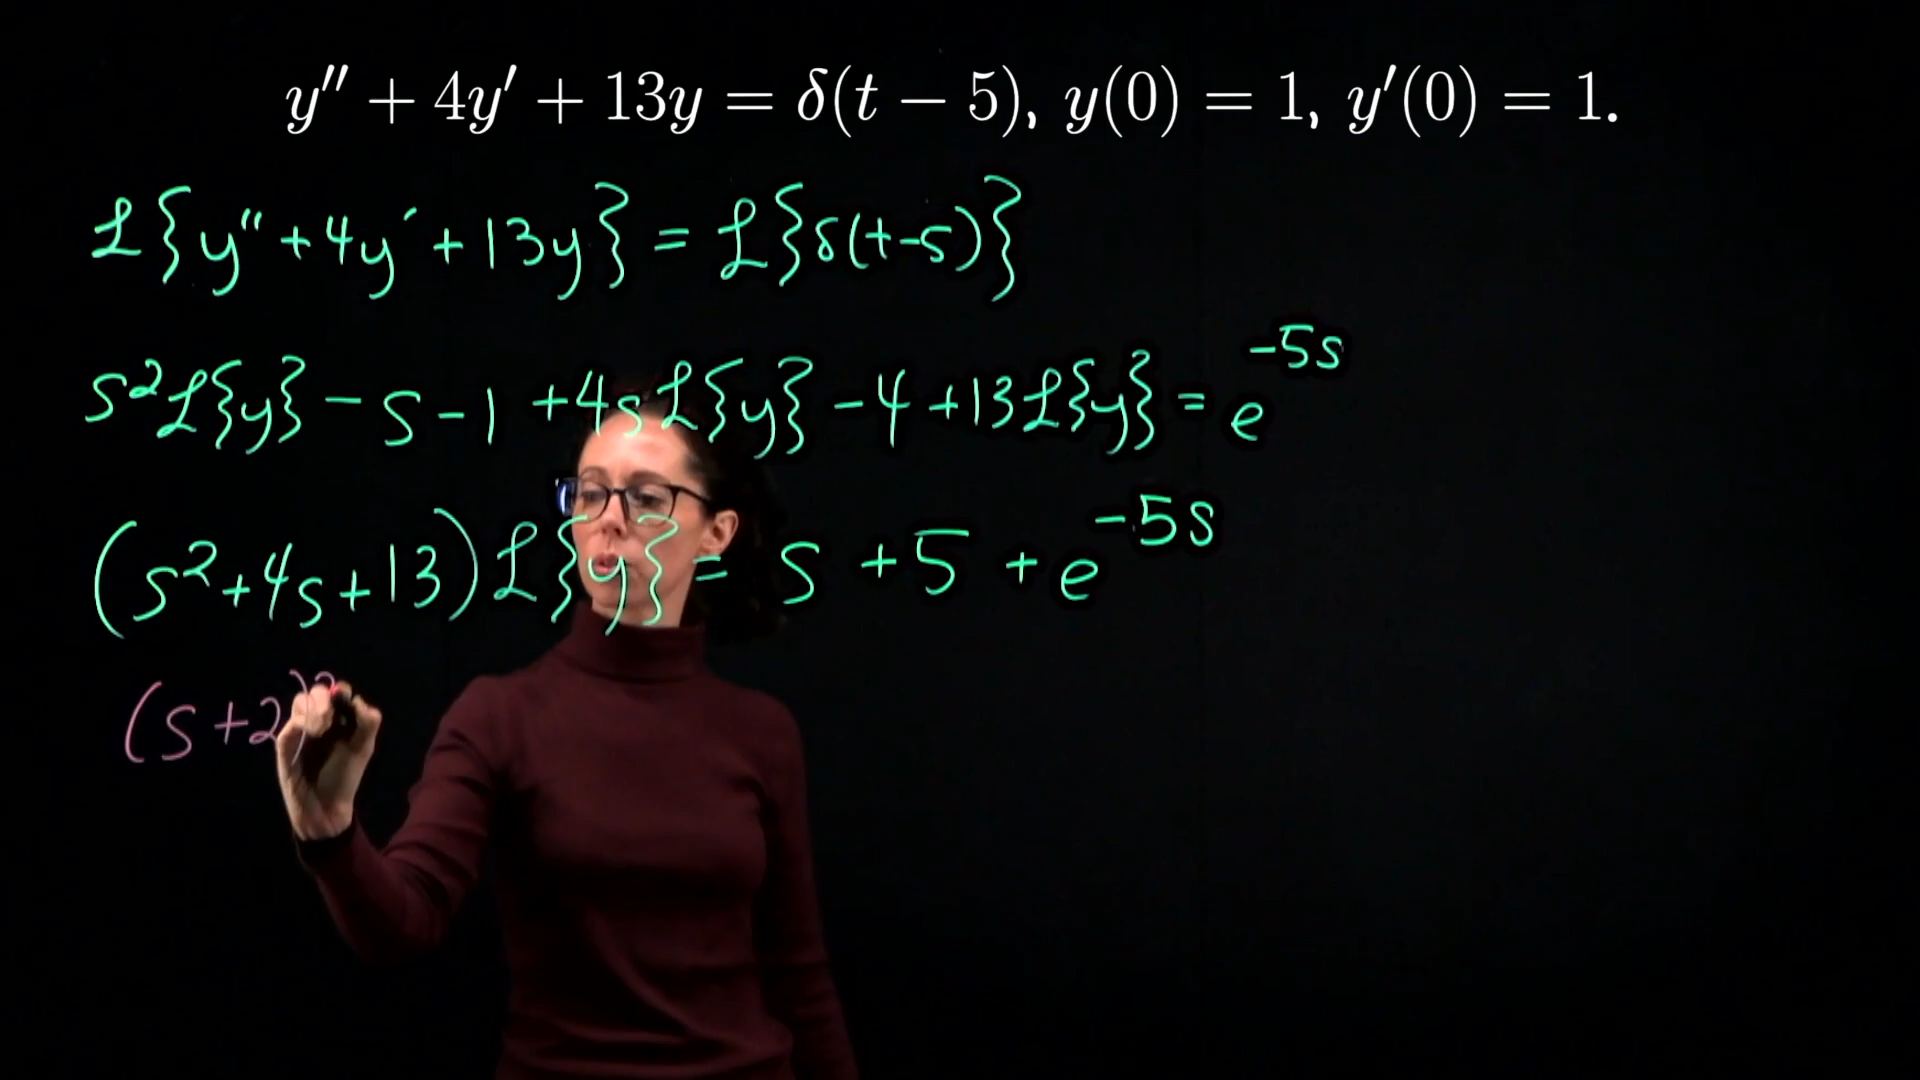 y″ + 4y′ + 13y = δ(t − 5), y(0) = 1, y′(0) = 1.
ℒ{y″ + 4y′ + 13y} = ℒ{δ(t-5)}
s²ℒ{y} - s - 1 + 4sℒ{y} - 4 + 13ℒ{y} = e^{-5s}
(s² + 4s + 13)ℒ{y} = s + 5 + e^{-5s}
(s + 2)²